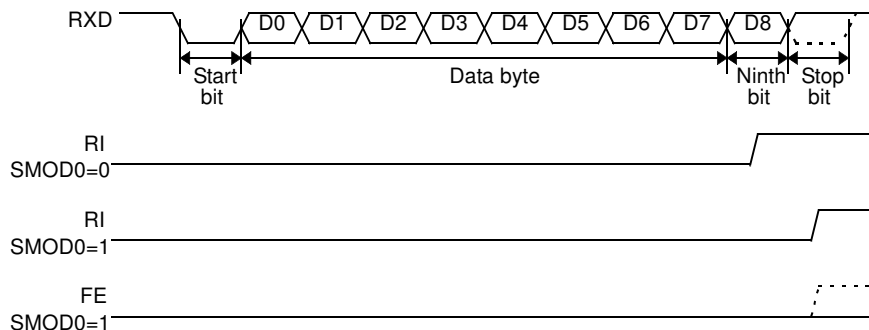 RXD D0 D1 D2 D3 D4 D5 D6 D7 D8
Start bit
Data byte
Ninth bit
Stop bit
RI
SMOD0=0
RI
SMOD0=1
FE
SMOD0=1